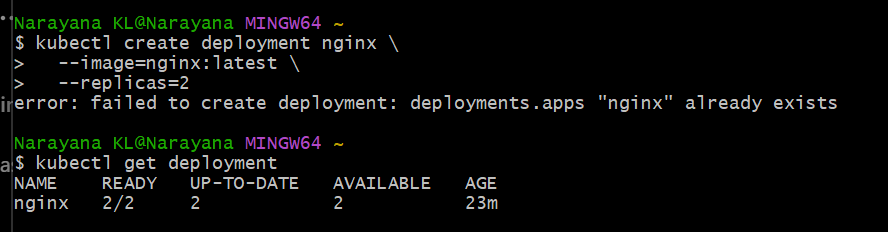 Narayana KL@Narayana MINGW64 ~
$ kubectl create deployment nginx \
>   --image=nginx:latest \
>   --replicas=2
error: failed to create deployment: deployments.apps "nginx" already exists
Narayana KL@Narayana MINGW64 ~
$ kubectl get deployment
NAME    READY   UP-TO-DATE   AVAILABLE   AGE
nginx   2/2     2            2           23m